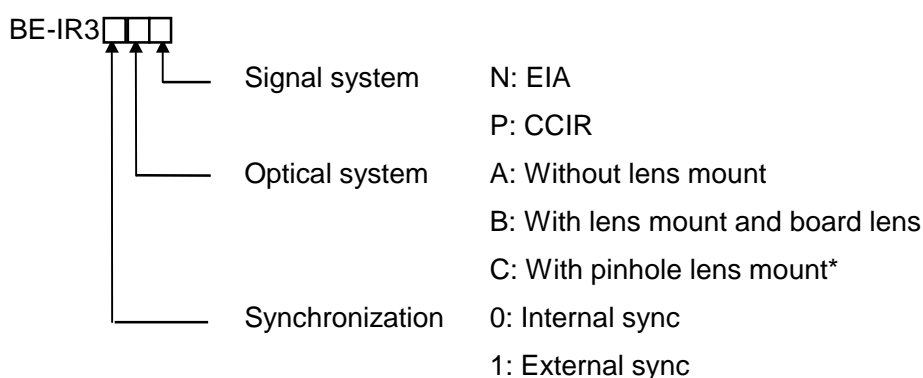 BE-IR3
Signal system N: EIA
P: CCIR
Optical system A: Without lens mount
B: With lens mount and board lens
C: With pinhole lens mount*
Synchronization 0: Internal sync
1: External sync